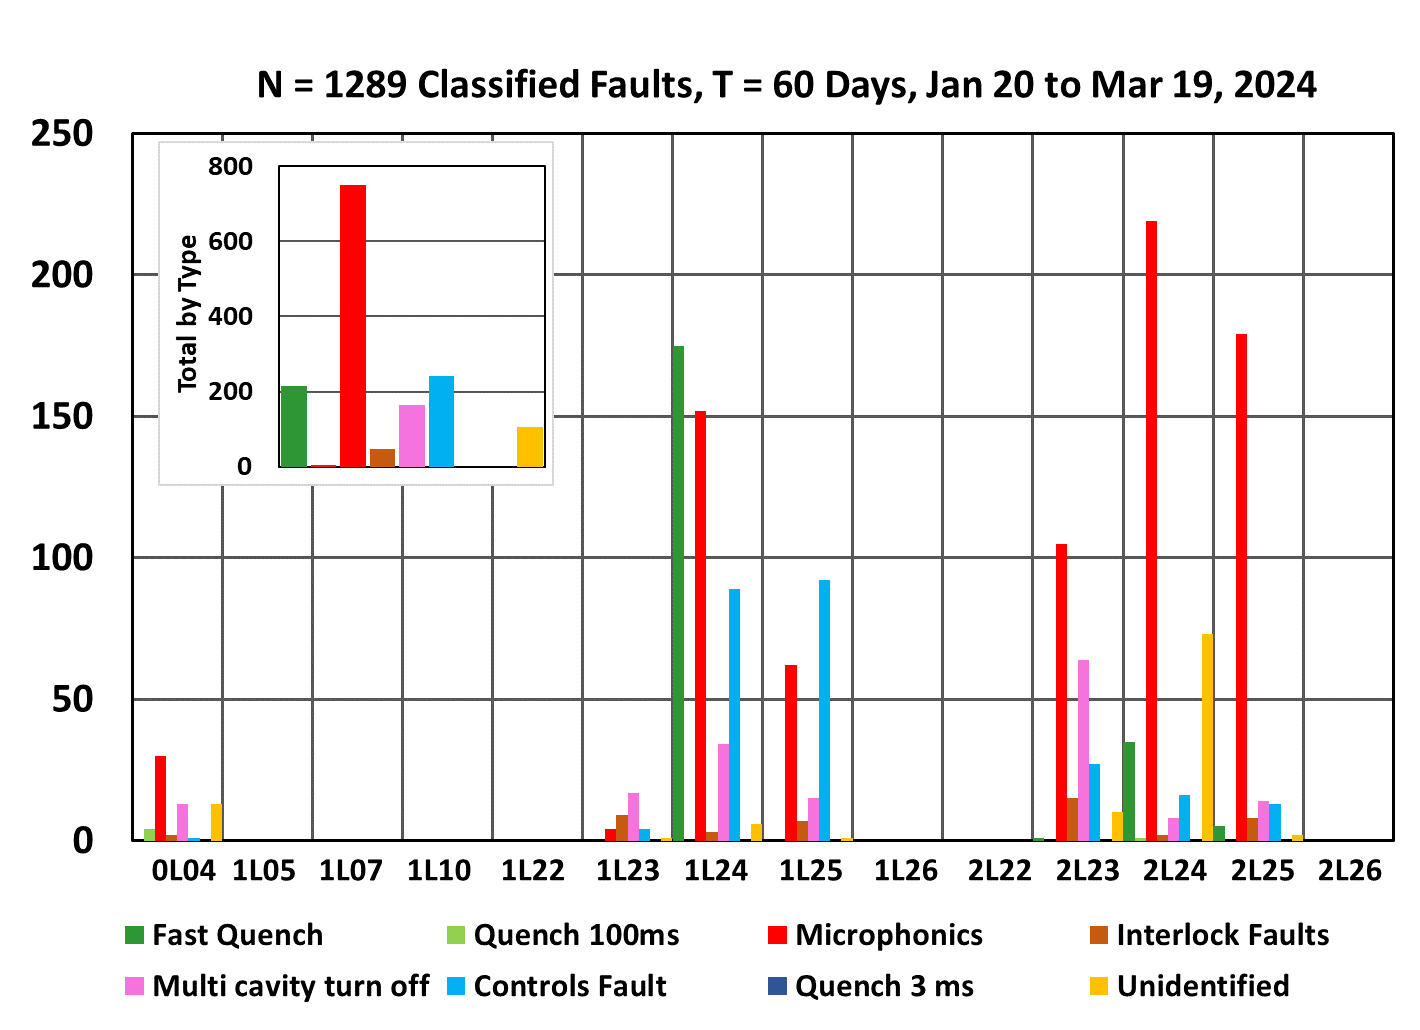 N = 1289 Classified Faults, T = 60 Days, Jan 20 to Mar 19, 2024
250
200
150
100
50
0
Total by Type
800
600
400
200
0
0L04 1L05 1L07 1L10 1L22 1L23 1L24 1L25 1L26 2L22 2L23 2L24 2L25 2L26
Fast Quench Quench 100ms Microphonics Interlock Faults
Multi cavity turn off Controls Fault Quench 3 ms Unidentified